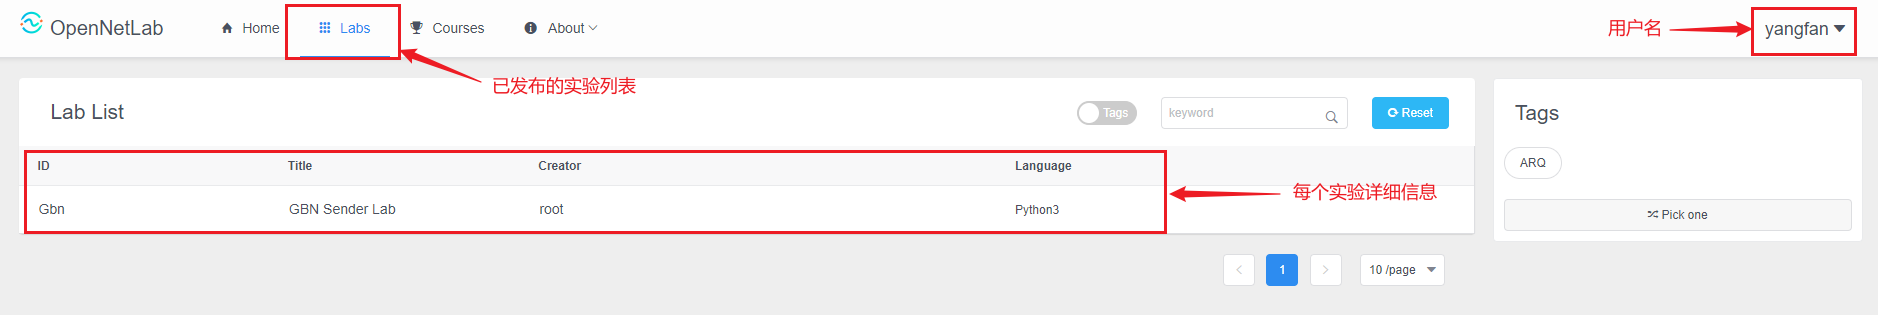 OpenNetLab Home Labs Courses About 用户名 yangfan
已发布的实验列表
Lab List Tags keyword Reset Tags
ID Title Creator Language ARQ
每个实验详细信息
Gbn GBN Sender Lab root Python3 Pick one
1 10 /page